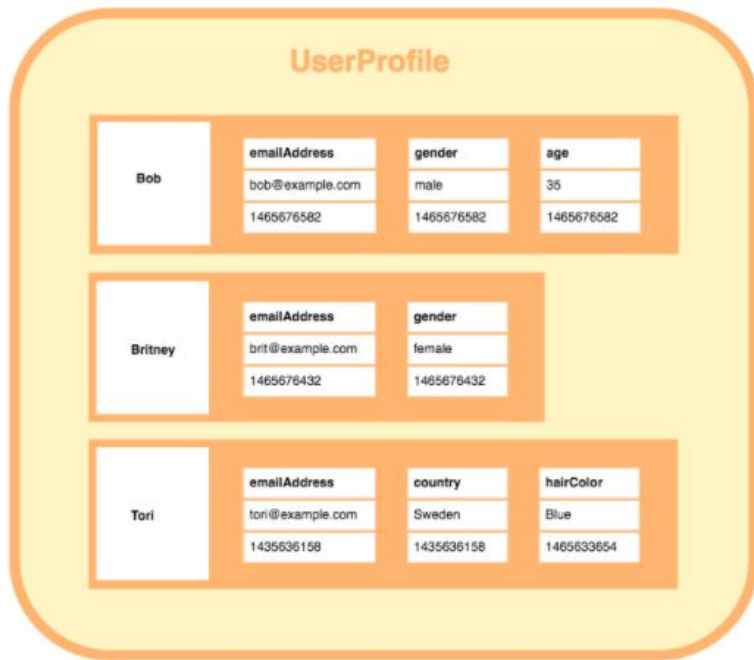 UserProfile
emailAddress gender age
Bob
bob@example.com male 35
1465676582 1465676582 1465676582
emailAddress gender
Britney
brit@example.com female
1465676432 1465676432
emailAddress country hairColor
Tori
tori@example.com Sweden Blue
1435636158 1435636158 1465633654